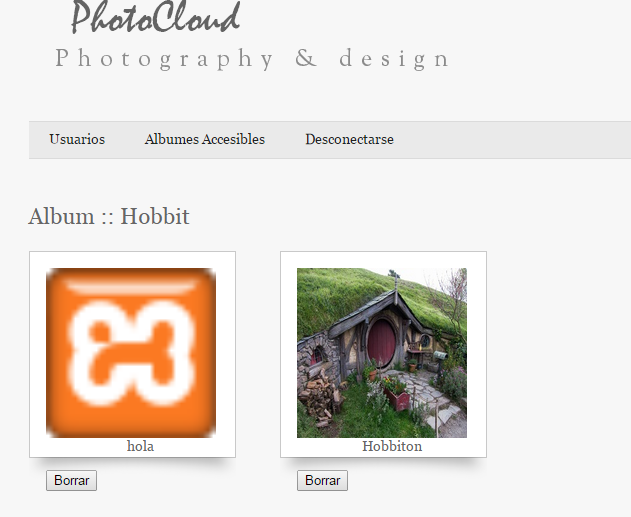 PhotoCloud
Photography & design
Usuarios Albumes Accesibles Desconectarse
Album :: Hobbit
hola Hobbiton
Borrar Borrar